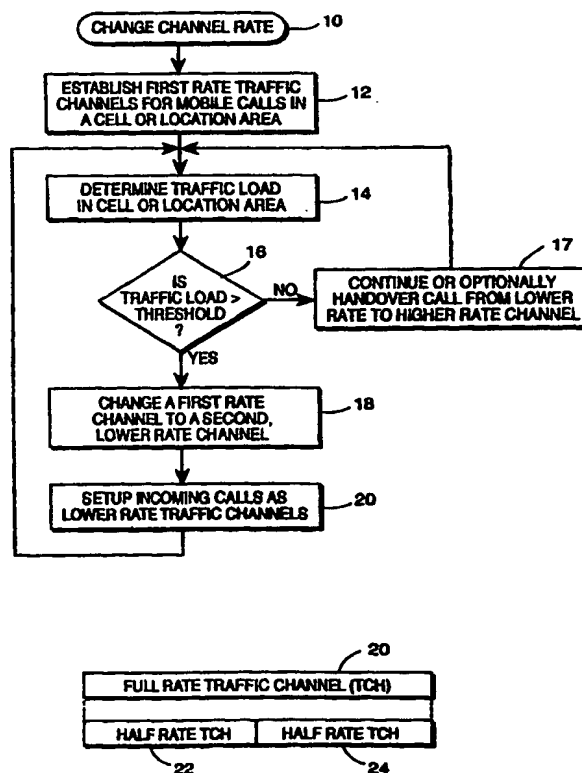 CHANGE CHANNEL RATE
10
ESTABLISH FIRST RATE TRAFFIC
CHANNELS FOR MOBILE CALLS IN
A CELL OR LOCATION AREA
12
DETERMINE TRAFFIC LOAD
IN CELL OR LOCATION AREA
14
16
IS
TRAFFIC LOAD >
THRESHOLD
?
NO
YES
17
CONTINUE OR OPTIONALLY
HANDOVER CALL FROM LOWER
RATE TO HIGHER RATE CHANNEL
CHANGE A FIRST RATE
CHANNEL TO A SECOND,
LOWER RATE CHANNEL
18
SETUP INCOMING CALLS AS
LOWER RATE TRAFFIC CHANNELS
20
20
FULL RATE TRAFFIC CHANNEL (TCH)
HALF RATE TCH
HALF RATE TCH
22
24